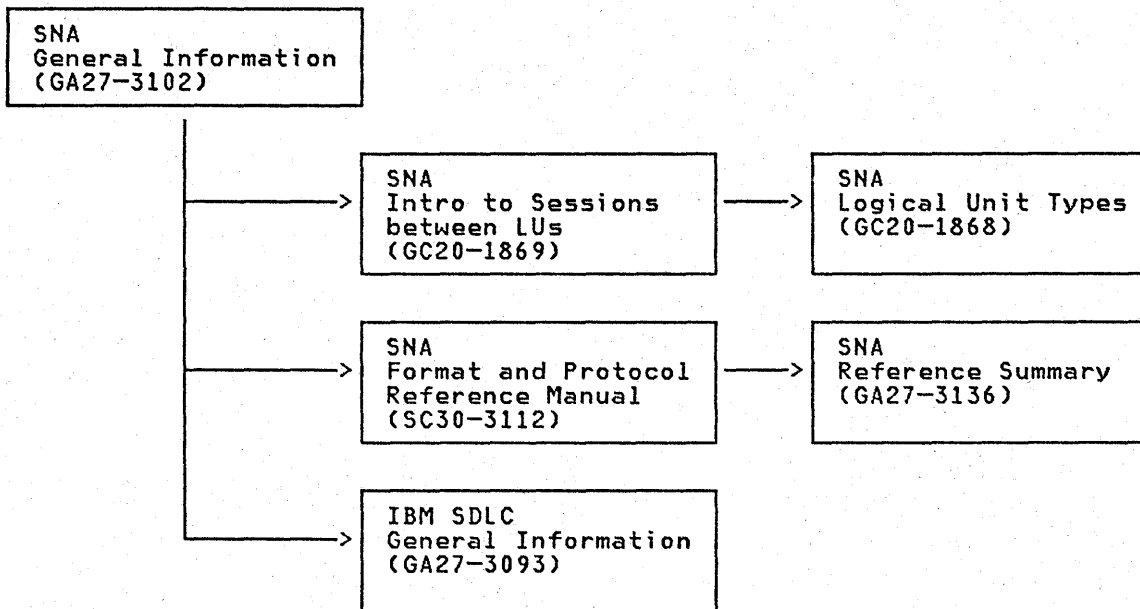 SNA
General Information
(GA27-3102)
SNA
Intro to Sessions
between LUs
(GC20-1869)
SNA
Logical Unit Types
(GC20-1868)
SNA
Format and Protocol
Reference Manual
(SC30-3112)
SNA
Reference Summary
(GA27-3136)
IBM SDLC
General Information
(GA27-3093)